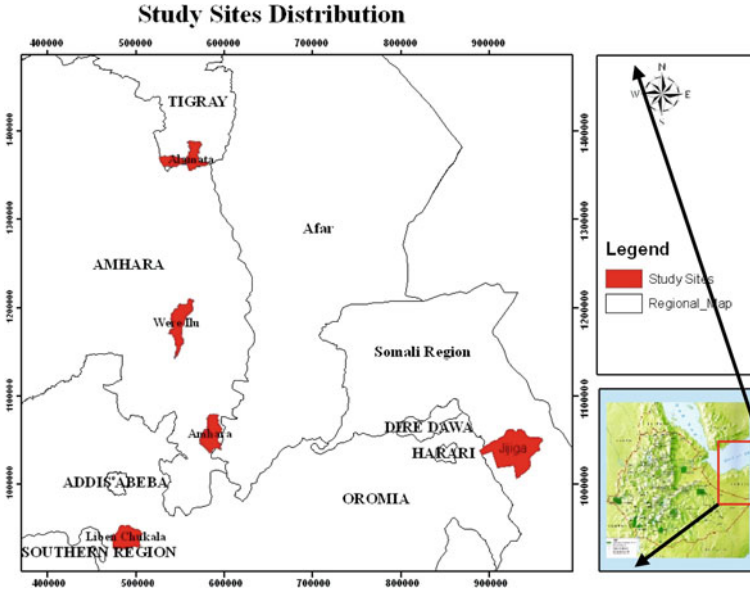 Study Sites Distribution
400000 500000 600000 700000 800000 900000
1400000
1300000
1200000
1100000
1000000
TIGRAY
Alamata
Afar
AMHARA
Were Ilu
Somali Region
DIRE DAWA
HARARI
Jijiga
ADDIS ABEBA
OROMIA
Liben Chukala
SOUTHERN REGION
1400000
1300000
1200000
1100000
1000000
400000 500000 600000 700000 800000 900000
N
W E
Legend
Study Sites
Regional_Map